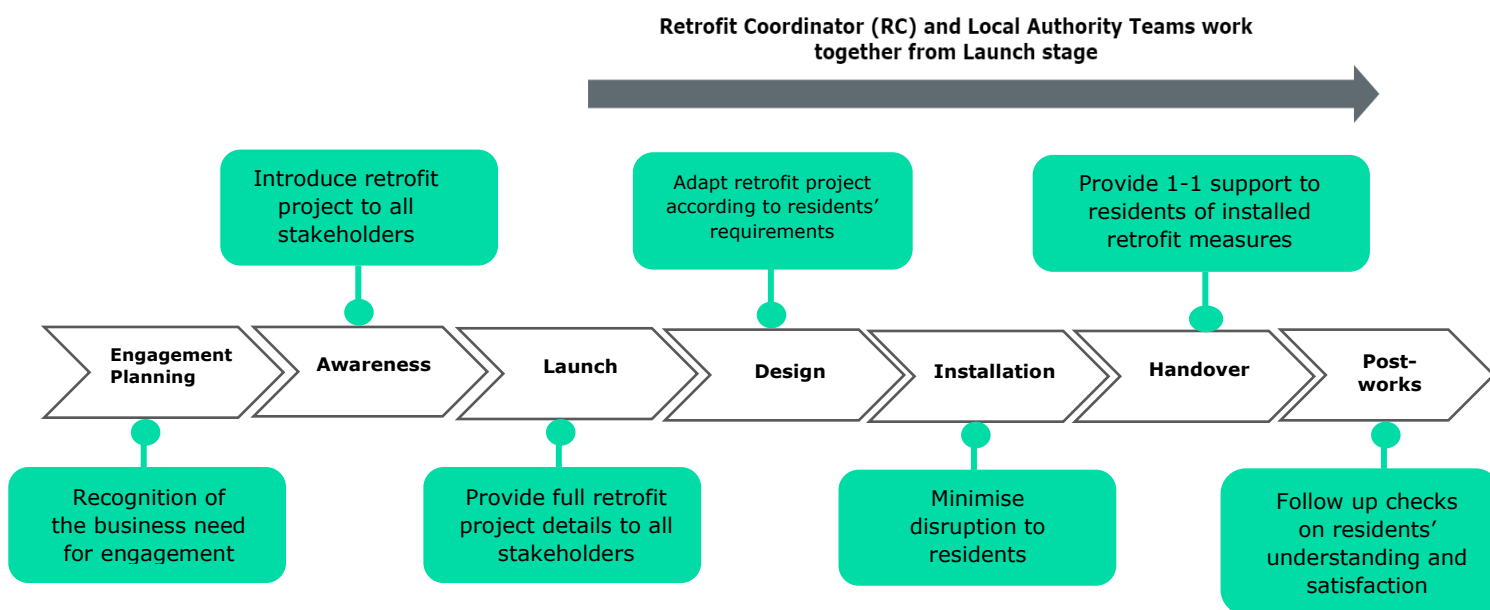 Retrofit Coordinator (RC) and Local Authority Teams work
together from Launch stage
Introduce retrofit
project to all
stakeholders
Adapt retrofit project
according to residents’
requirements
Provide 1-1 support to
residents of installed
retrofit measures
Engagement
Planning
Awareness
Launch
Design
Installation
Handover
Post-
works
Recognition of
the business need
for engagement
Provide full retrofit
project details to all
stakeholders
Minimise
disruption to
residents
Follow up checks
on residents’
understanding and
satisfaction